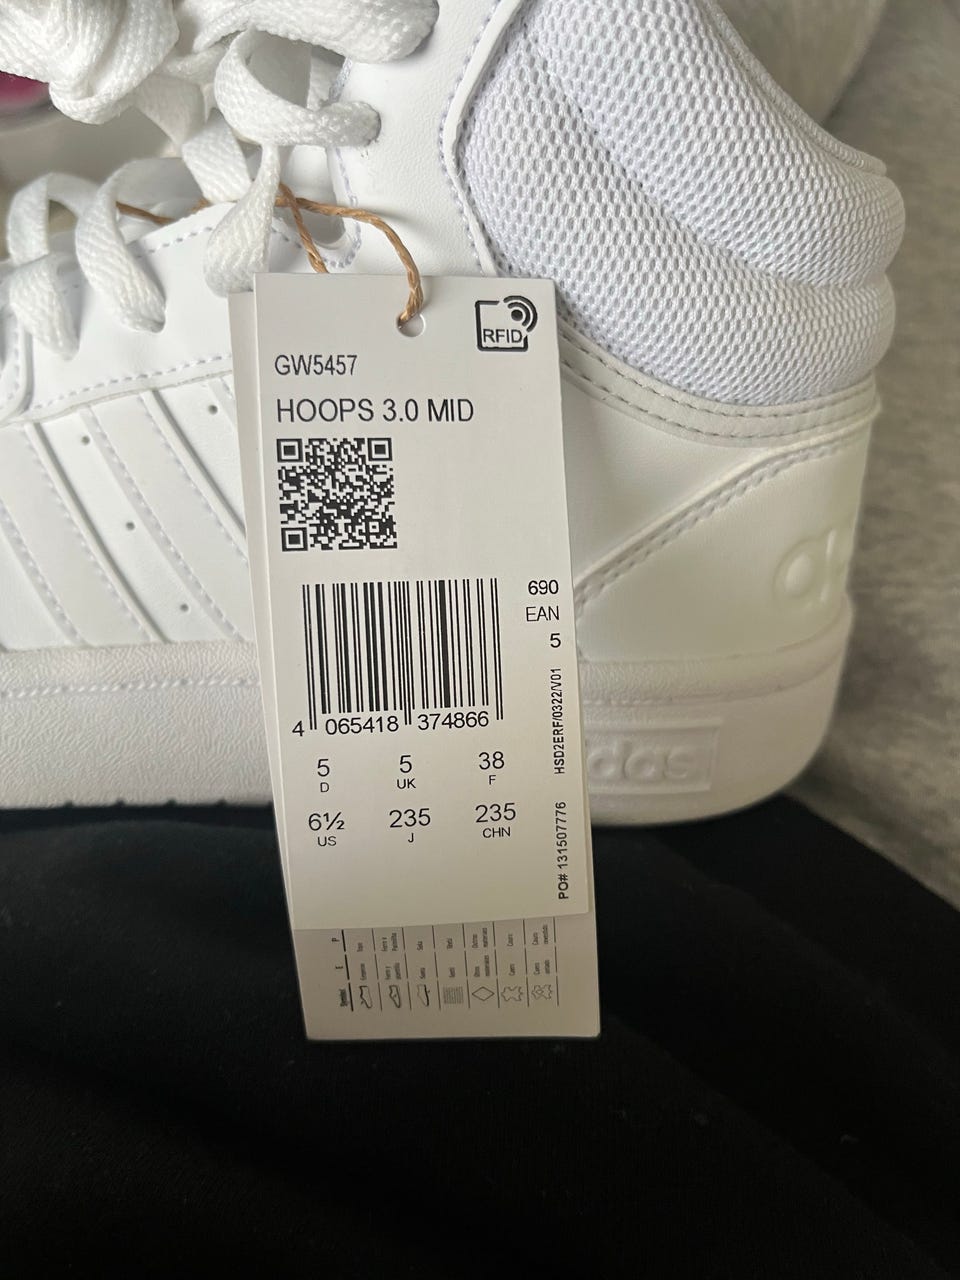 RFID
GW5457
HOOPS 3.0 MID
690
EAN
5
4 065418 374866
HSD2ERF/0322/V01
PO# 131507776
5 5 38
D UK F
6½ 235 235
US J CHN
das